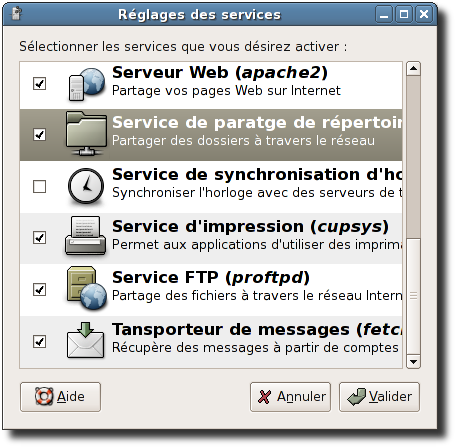 Réglages des services
Sélectionner les services que vous désirez activer :
Serveur Web (apache2)
Partage vos pages Web sur Internet
Service de paratge de répertoir
Partager des dossiers à travers le réseau
Service de synchronisation d'ho
Synchroniser l'horloge avec des serveurs de t
Service d'impression (cupsys)
Permet aux applications d'utiliser des imprima
Service FTP (proftpd)
Partage des fichiers à travers le réseau Intern
Tansporteur de messages (fetc
Récupère des messages à partir de comptes
Aide
Annuler
Valider